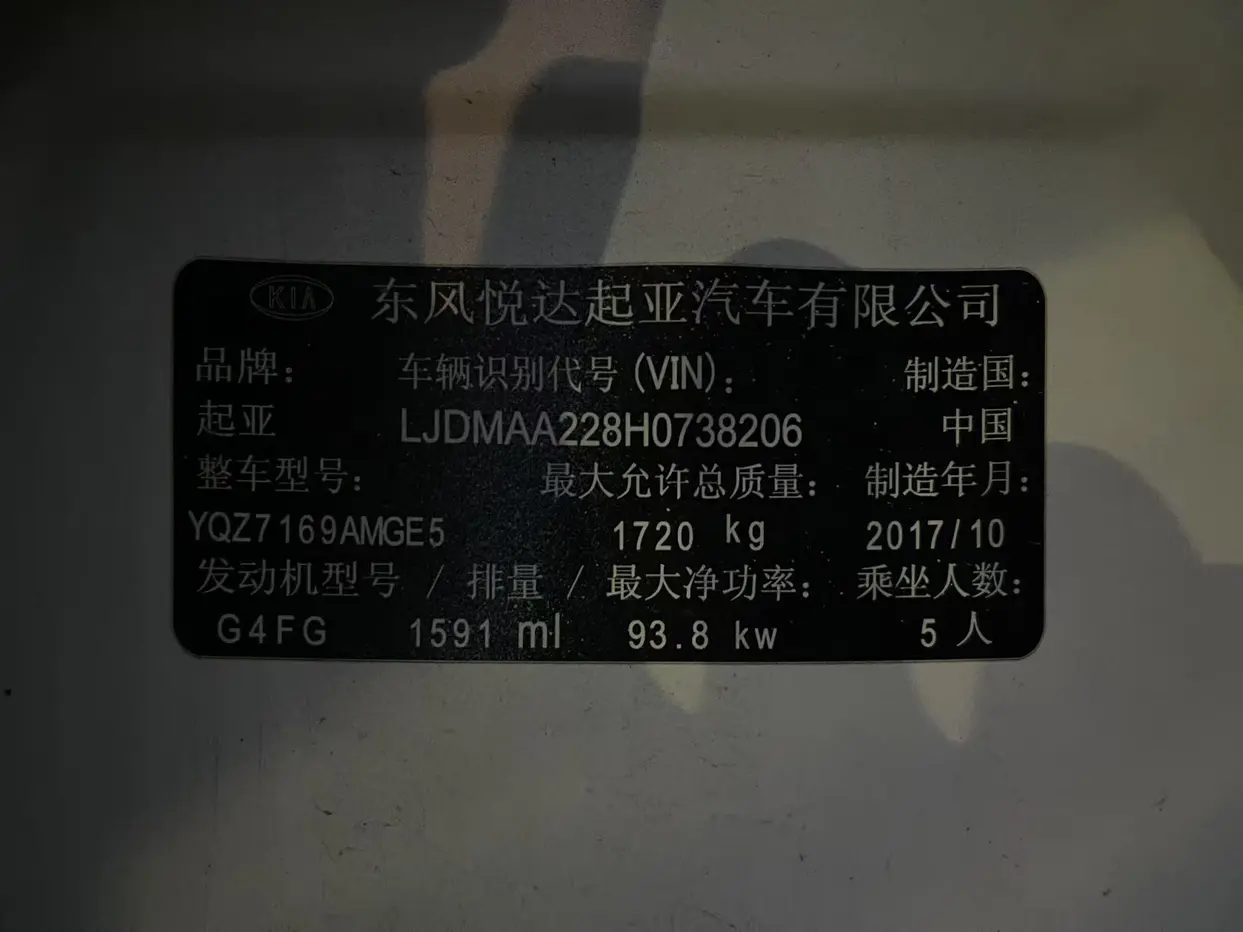 KIA 东风悦达起亚汽车有限公司
品牌: 车辆识别代号(VIN): 制造国:
起亚 LJDMAA228H0738206 中国
整车型号: 最大允许总质量: 制造年月:
YQZ7169AMGE5 1720 kg 2017/10
发动机型号 / 排量 / 最大净功率: 乘坐人数:
G4FG 1591 ml 93.8 kw 5 人